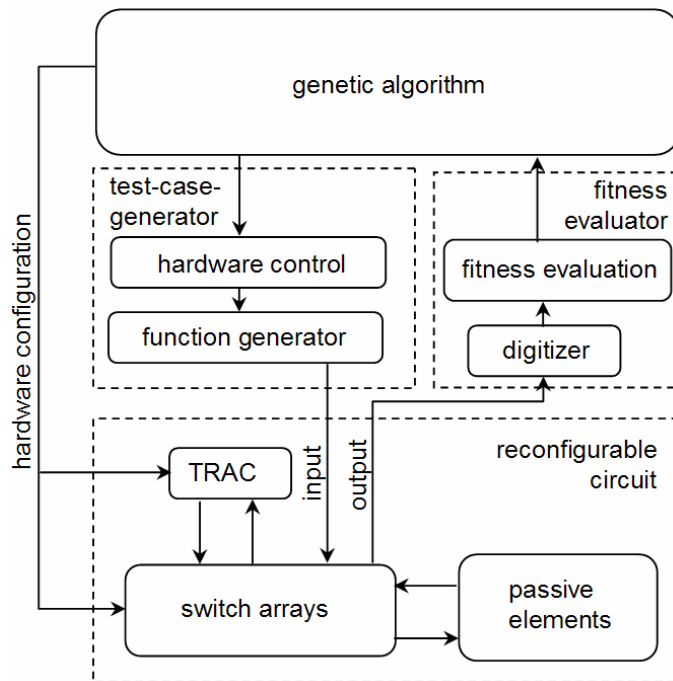 genetic algorithm
test-case-
generator
fitness
evaluator
hardware control
fitness evaluation
function generator
digitizer
hardware configuration
input
output
reconfigurable
circuit
TRAC
switch arrays
passive
elements